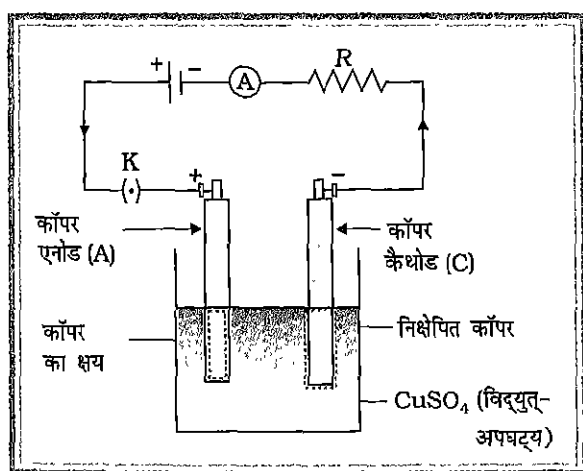 + − A R
K
+ −
कॉपर
एनोड (A)
कॉपर
कैथोड (C)
कॉपर
का क्षय
निक्षेपित कॉपर
CuSO₄ (विद्युत्-
अपघट्य)